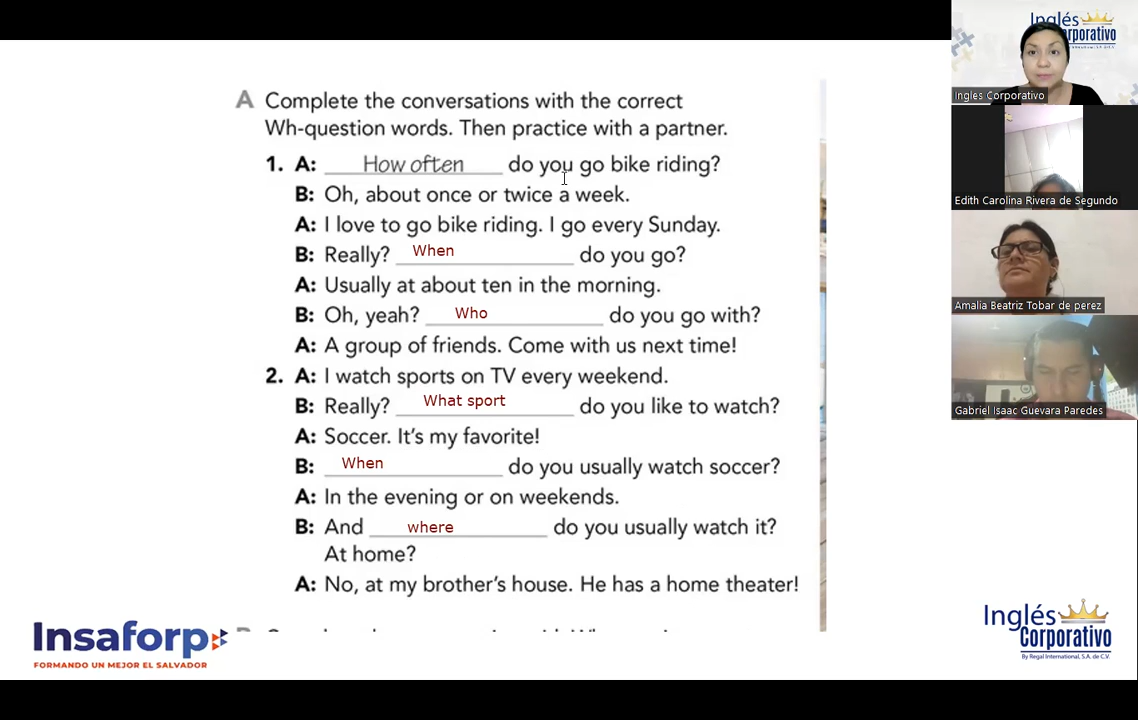 A Complete the conversations with the correct
Wh-question words. Then practice with a partner.
1. A: How often do you go bike riding?
B: Oh, about once or twice a week.
A: I love to go bike riding. I go every Sunday.
B: Really? When do you go?
A: Usually at about ten in the morning.
B: Oh, yeah? Who do you go with?
A: A group of friends. Come with us next time!
2. A: I watch sports on TV every weekend.
B: Really? What sport do you like to watch?
A: Soccer. It's my favorite!
B: When do you usually watch soccer?
A: In the evening or on weekends.
B: And where do you usually watch it?
At home?
A: No, at my brother's house. He has a home theater!
Insaforp
FORMANDO UN MEJOR EL SALVADOR
Inglés
Corporativo
By Regal International, S.A. de C.V.
Inglés
Corporativo
Ingles Corporativo
Edith Carolina Rivera de Segundo
Amalia Beatriz Tobar de perez
Gabriel Isaac Guevara Paredes